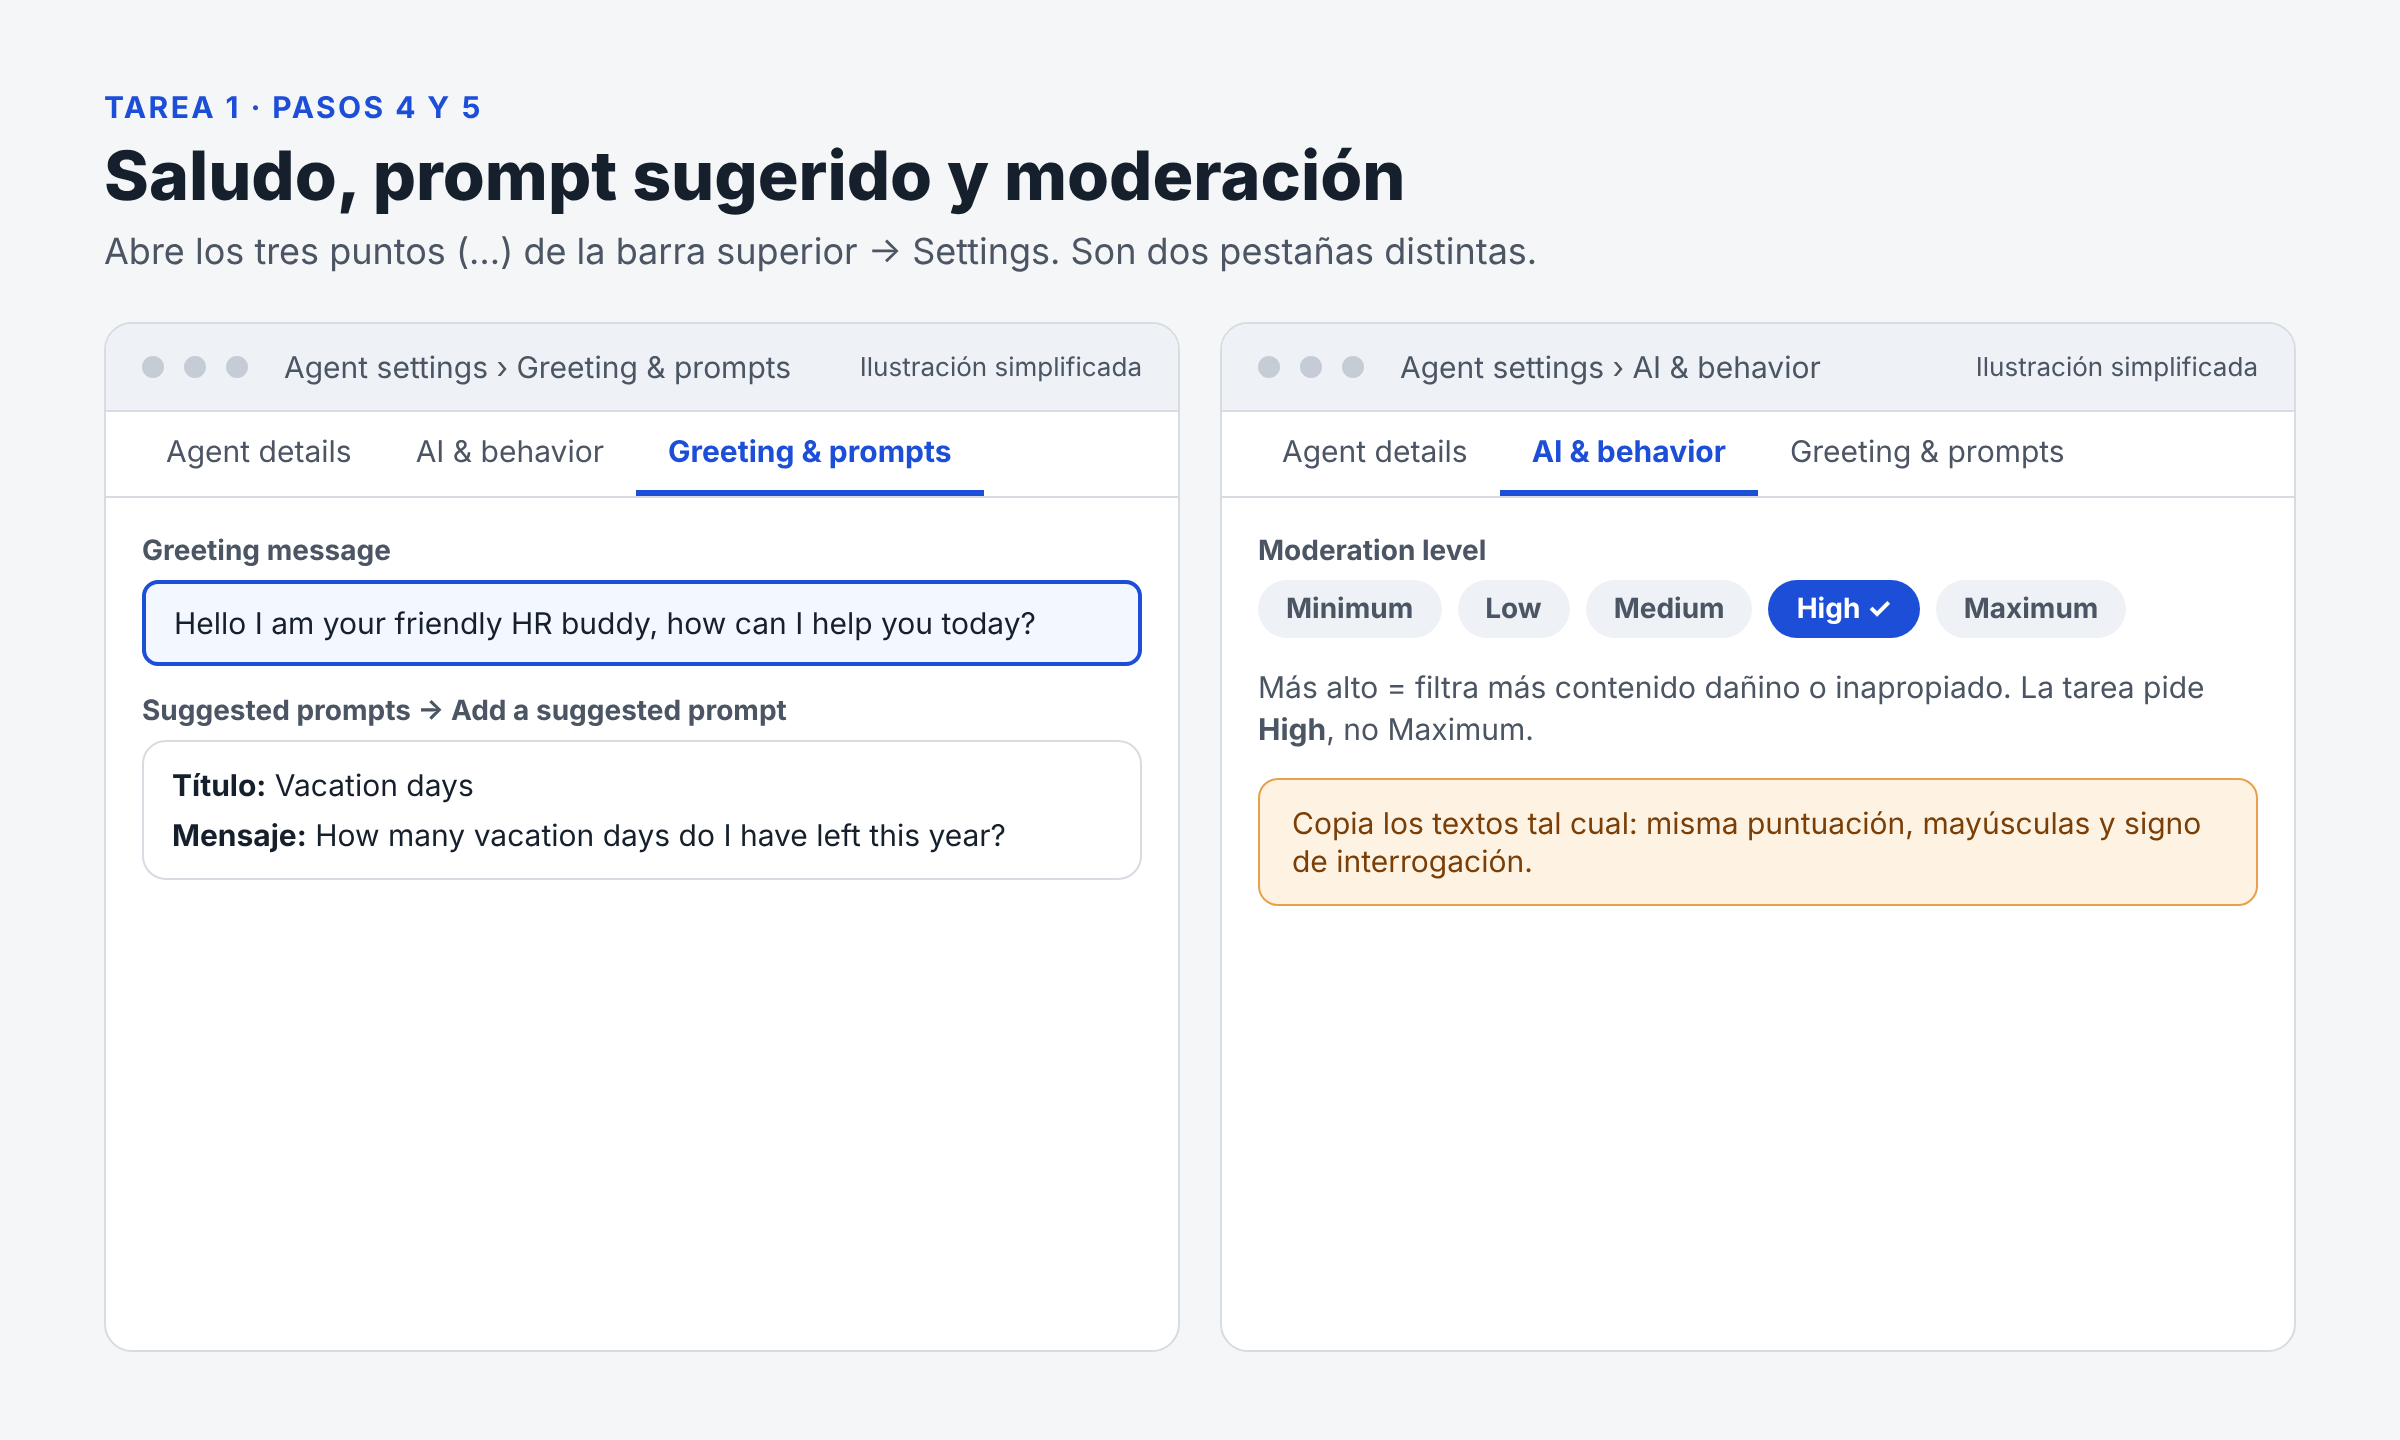 TAREA 1 · PASOS 4 Y 5
Saludo, prompt sugerido y moderación
Abre los tres puntos (...) de la barra superior → Settings. Son dos pestañas distintas.
Agent settings › Greeting & prompts
Ilustración simplificada
Agent details
AI & behavior
Greeting & prompts
Greeting message
Hello I am your friendly HR buddy, how can I help you today?
Suggested prompts → Add a suggested prompt
Título: Vacation days
Mensaje: How many vacation days do I have left this year?
Agent settings › AI & behavior
Ilustración simplificada
Agent details
AI & behavior
Greeting & prompts
Moderation level
Minimum
Low
Medium
High ✓
Maximum
Más alto = filtra más contenido dañino o inapropiado. La tarea pide
High, no Maximum.
Copia los textos tal cual: misma puntuación, mayúsculas y signo
de interrogación.